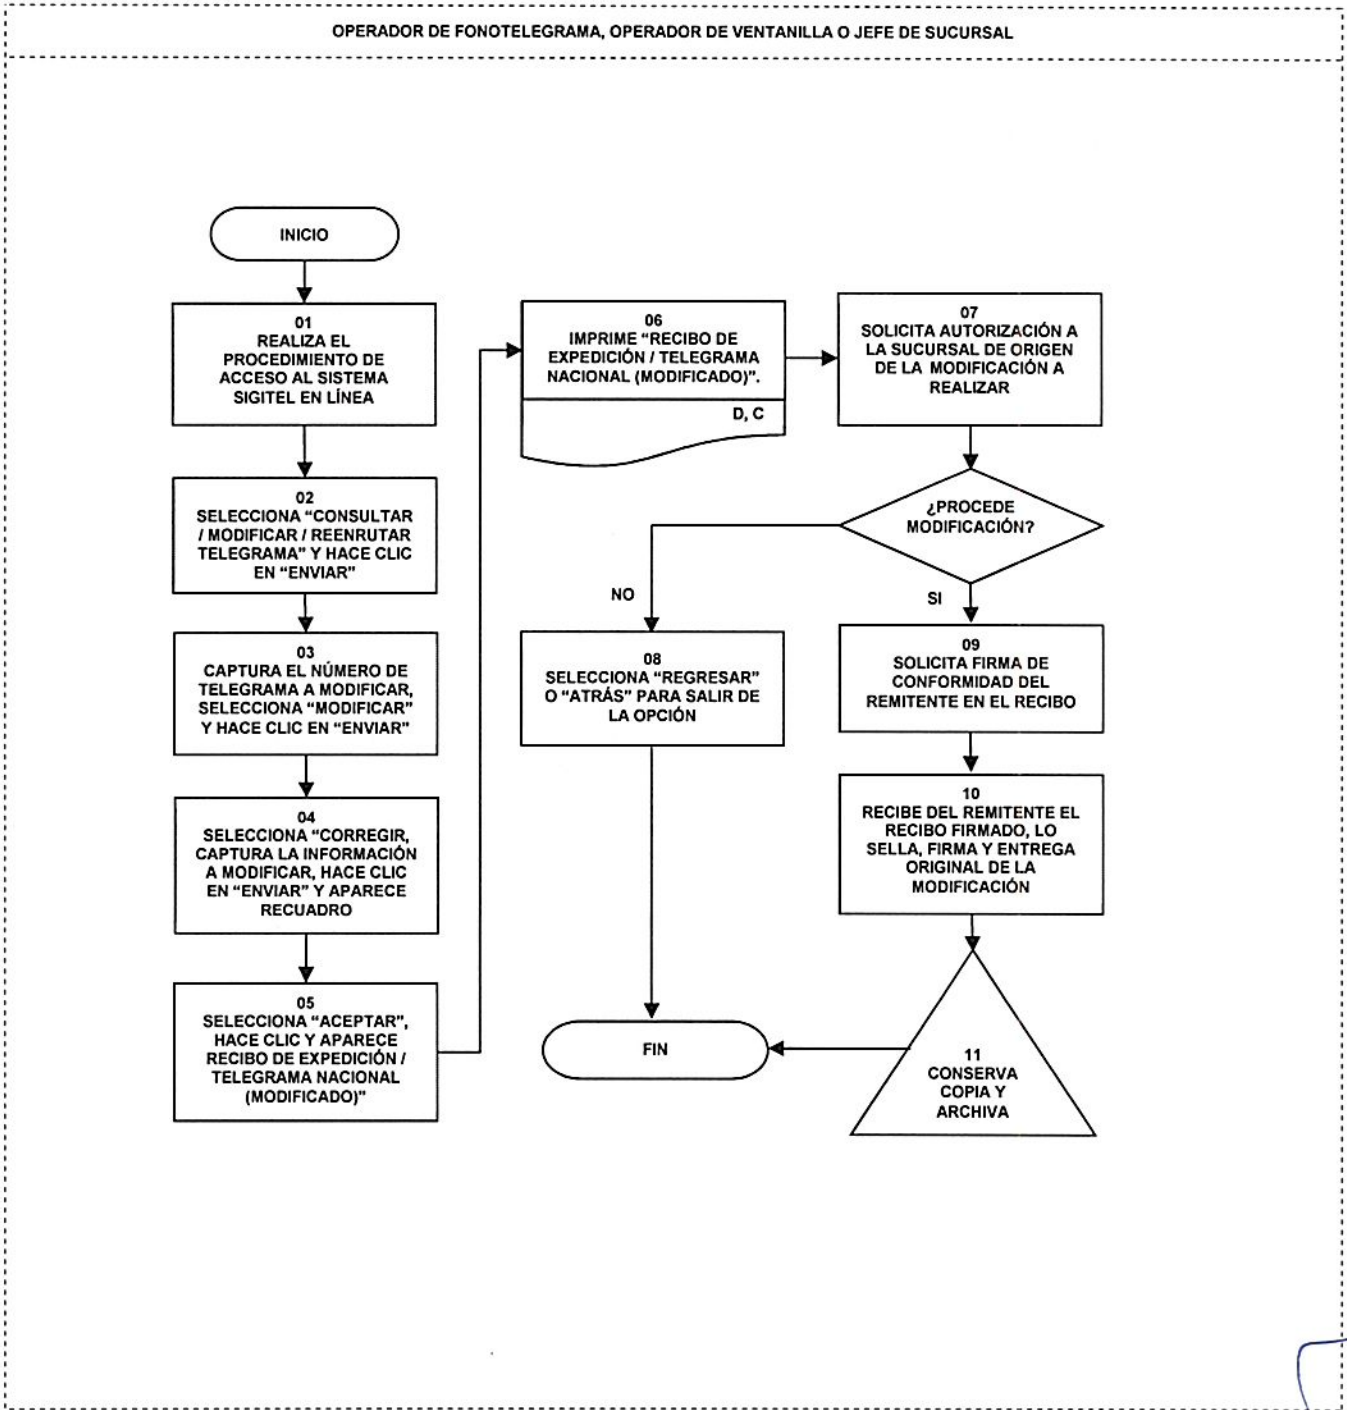 OPERADOR DE FONOTELEGRAMA, OPERADOR DE VENTANILLA O JEFE DE SUCURSAL
INICIO
01
REALIZA EL
PROCEDIMIENTO DE
ACCESO AL SISTEMA
SIGITEL EN LÍNEA
02
SELECCIONA “CONSULTAR
/ MODIFICAR / REENRUTAR
TELEGRAMA” Y HACE CLIC
EN “ENVIAR”
03
CAPTURA EL NÚMERO DE
TELEGRAMA A MODIFICAR,
SELECCIONA “MODIFICAR”
Y HACE CLIC EN “ENVIAR”
04
SELECCIONA “CORREGIR,
CAPTURA LA INFORMACIÓN
A MODIFICAR, HACE CLIC
EN “ENVIAR” Y APARECE
RECUADRO
05
SELECCIONA “ACEPTAR”,
HACE CLIC Y APARECE
RECIBO DE EXPEDICIÓN /
TELEGRAMA NACIONAL
(MODIFICADO)”
06
IMPRIME “RECIBO DE
EXPEDICIÓN / TELEGRAMA
NACIONAL (MODIFICADO)”.
D, C
07
SOLICITA AUTORIZACIÓN A
LA SUCURSAL DE ORIGEN
DE LA MODIFICACIÓN A
REALIZAR
¿PROCEDE
MODIFICACIÓN?
NO
SI
08
SELECCIONA “REGRESAR”
O “ATRÁS” PARA SALIR DE
LA OPCIÓN
09
SOLICITA FIRMA DE
CONFORMIDAD DEL
REMITENTE EN EL RECIBO
10
RECIBE DEL REMITENTE EL
RECIBO FIRMADO, LO
SELLA, FIRMA Y ENTREGA
ORIGINAL DE LA
MODIFICACIÓN
11
CONSERVA
COPIA Y
ARCHIVA
FIN